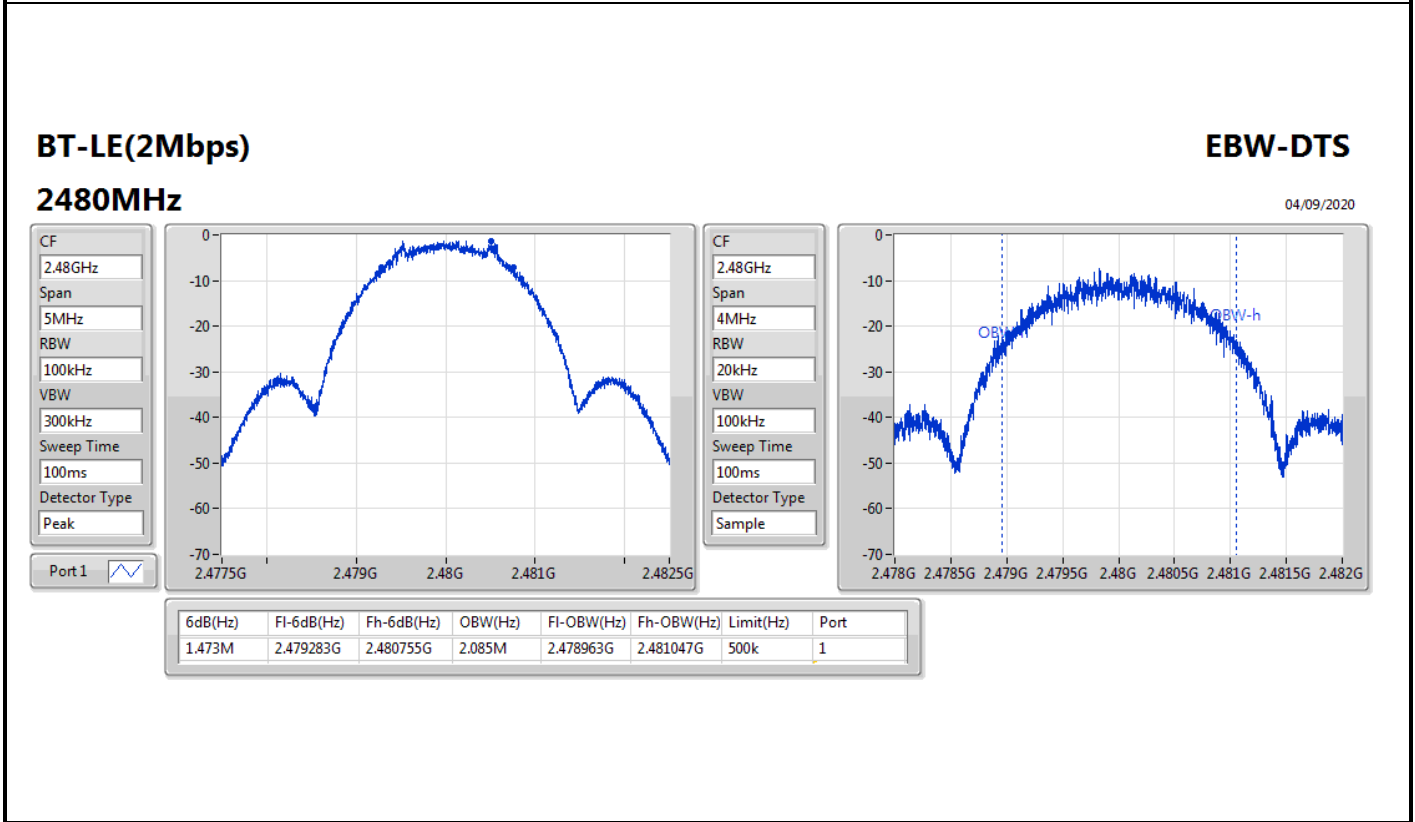 BT-LE(2Mbps)
EBW-DTS
2480MHz
04/09/2020
CF
2.48GHz
Span
5MHz
RBW
100kHz
VBW
300kHz
Sweep Time
100ms
Detector Type
Peak
Port 1
0
-10
-20
-30
-40
-50
-60
-70
2.4775G 2.479G 2.48G 2.481G 2.4825G
CF
2.48GHz
Span
4MHz
RBW
20kHz
VBW
100kHz
Sweep Time
100ms
Detector Type
Sample
0
-10
-20
-30
-40
-50
-60
-70
OBW-h
2.478G 2.4785G 2.479G 2.4795G 2.48G 2.4805G 2.481G 2.4815G 2.482G
6dB(Hz) Fl-6dB(Hz) Fh-6dB(Hz) OBW(Hz) Fl-OBW(Hz) Fh-OBW(Hz) Limit(Hz) Port
1.473M 2.479283G 2.480755G 2.085M 2.478963G 2.481047G 500k 1